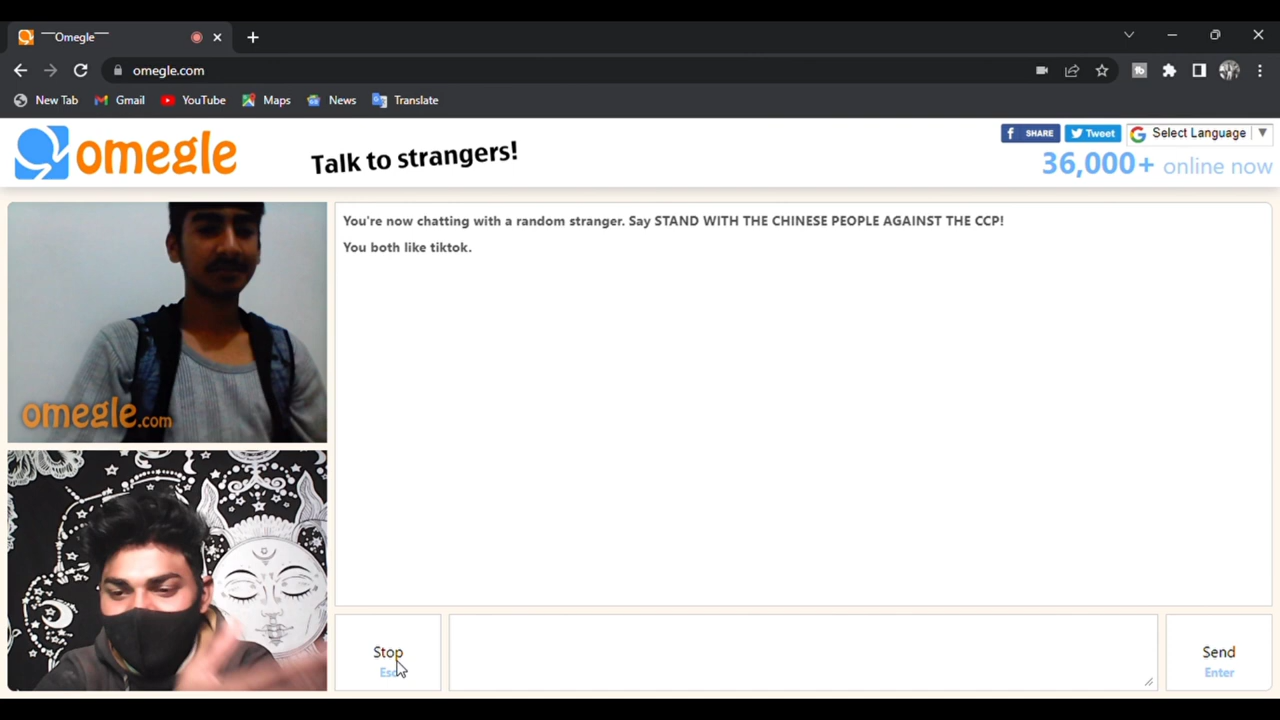 Omegle
omegle.com
New Tab
Gmail
YouTube
Maps
News
Translate
omegle
Talk to strangers!
f SHARE
Tweet
G Select Language ▼
36,000+ online now
You're now chatting with a random stranger. Say STAND WITH THE CHINESE PEOPLE AGAINST THE CCP!
You both like tiktok.
omegle.com
Stop
Esc
Send
Enter